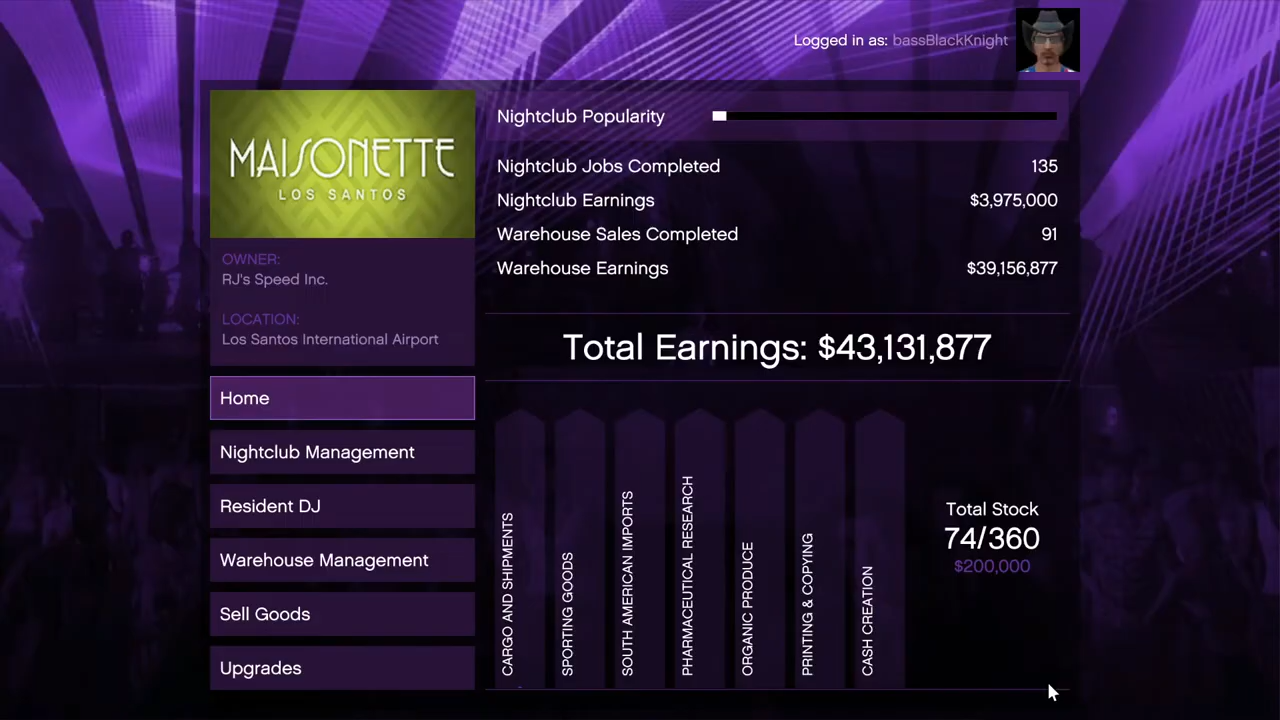 Logged in as: bassBlackKnight
MAISONETTE
LOS SANTOS
OWNER:
RJ's Speed Inc.
LOCATION:
Los Santos International Airport
Home
Nightclub Management
Resident DJ
Warehouse Management
Sell Goods
Upgrades
Nightclub Popularity
Nightclub Jobs Completed 135
Nightclub Earnings $3,975,000
Warehouse Sales Completed 91
Warehouse Earnings $39,156,877
Total Earnings: $43,131,877
CARGO AND SHIPMENTS
SPORTING GOODS
SOUTH AMERICAN IMPORTS
PHARMACEUTICAL RESEARCH
ORGANIC PRODUCE
PRINTING & COPYING
CASH CREATION
Total Stock
74/360
$200,000